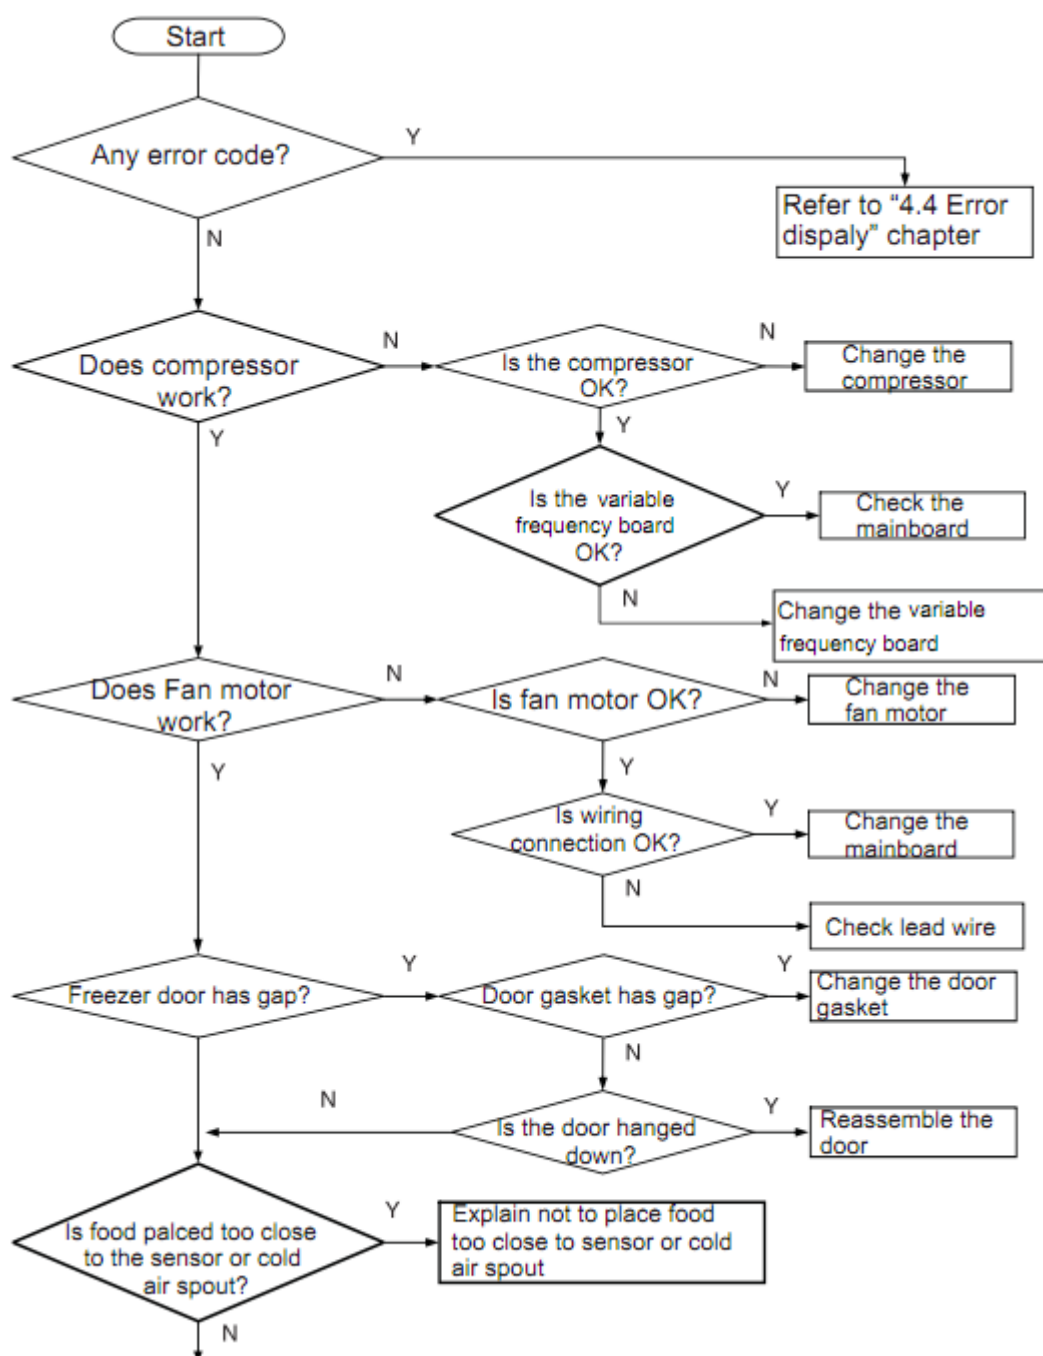 Start
Any error code?
Y
Refer to “4.4 Error
dispaly” chapter
N
Does compressor
work?
N
Is the compressor
OK?
N
Change the
compressor
Y
Y
Is the variable
frequency board
OK?
Y
Check the
mainboard
N
Change the variable
frequency board
Does Fan motor
work?
N
Is fan motor OK?
N
Change the
fan motor
Y
Y
Is wiring
connection OK?
Y
Change the
mainboard
N
Check lead wire
Freezer door has gap?
Y
Door gasket has gap?
Y
Change the door
gasket
N
N
Is the door hanged
down?
Y
Reassemble the
door
Is food palced too close
to the sensor or cold
air spout?
Y
Explain not to place food
too close to sensor or cold
air spout
N